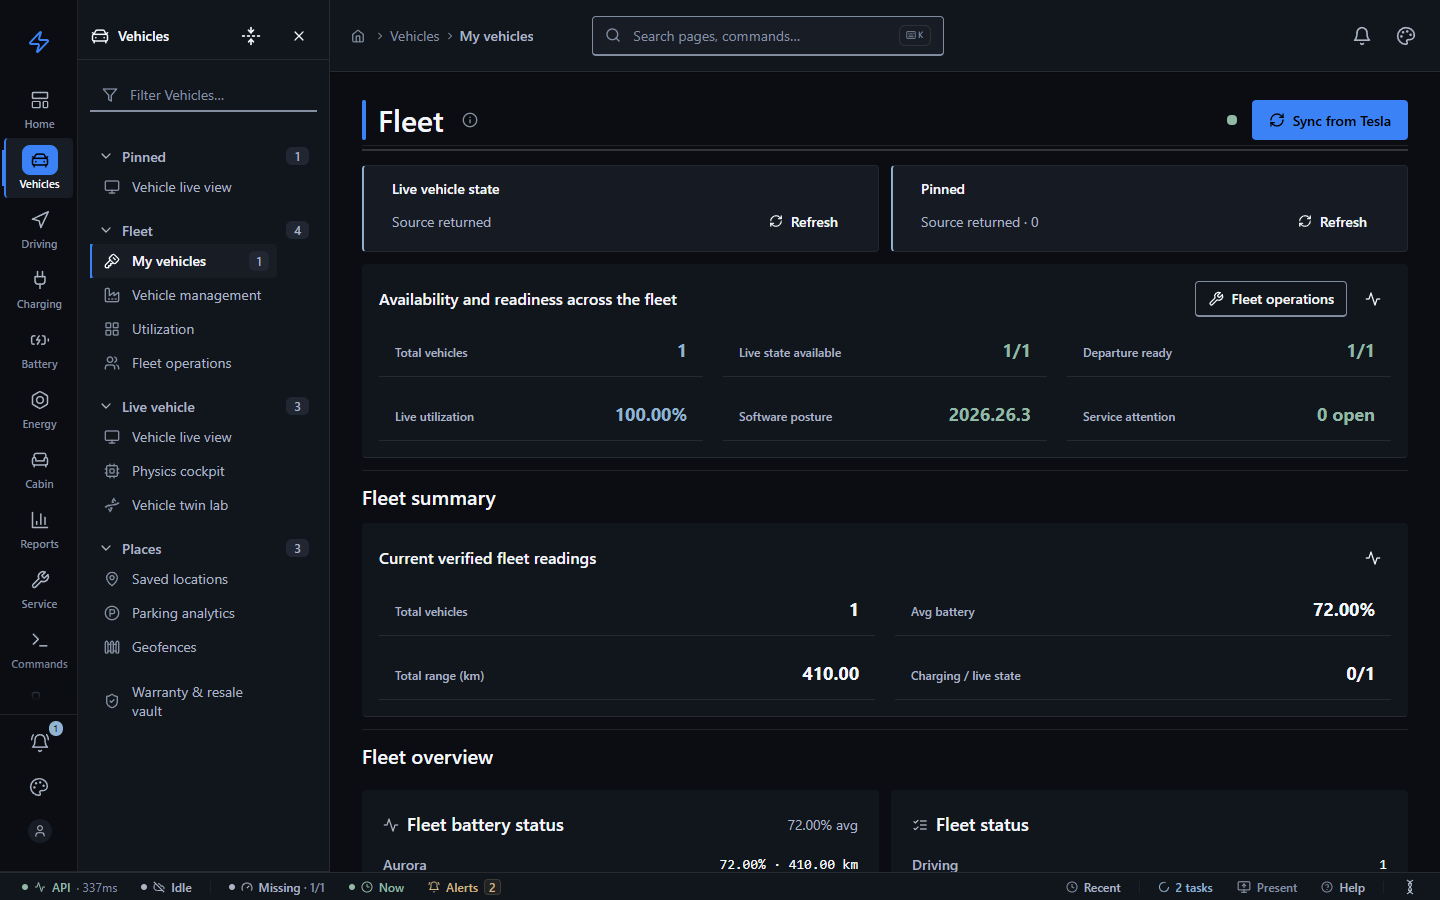 Home
Vehicles
Driving
Charging
Battery
Energy
Cabin
Reports
Service
Commands
1
Vehicles
Filter Vehicles...
Pinned 1
Vehicle live view
Fleet 4
My vehicles 1
Vehicle management
Utilization
Fleet operations
Live vehicle 3
Vehicle live view
Physics cockpit
Vehicle twin lab
Places 3
Saved locations
Parking analytics
Geofences
Warranty & resale
vault
Vehicles My vehicles
Search pages, commands... K
Fleet
Sync from Tesla
Live vehicle state
Source returned Refresh
Pinned
Source returned · 0 Refresh
Availability and readiness across the fleet Fleet operations
Total vehicles 1 Live state available 1/1 Departure ready 1/1
Live utilization 100.00% Software posture 2026.26.3 Service attention 0 open
Fleet summary
Current verified fleet readings
Total vehicles 1 Avg battery 72.00%
Total range (km) 410.00 Charging / live state 0/1
Fleet overview
Fleet battery status 72.00% avg
Aurora 72.00% · 410.00 km
Fleet status
Driving 1
API · 337ms Idle Missing · 1/1 Now Alerts 2 Recent 2 tasks Present Help